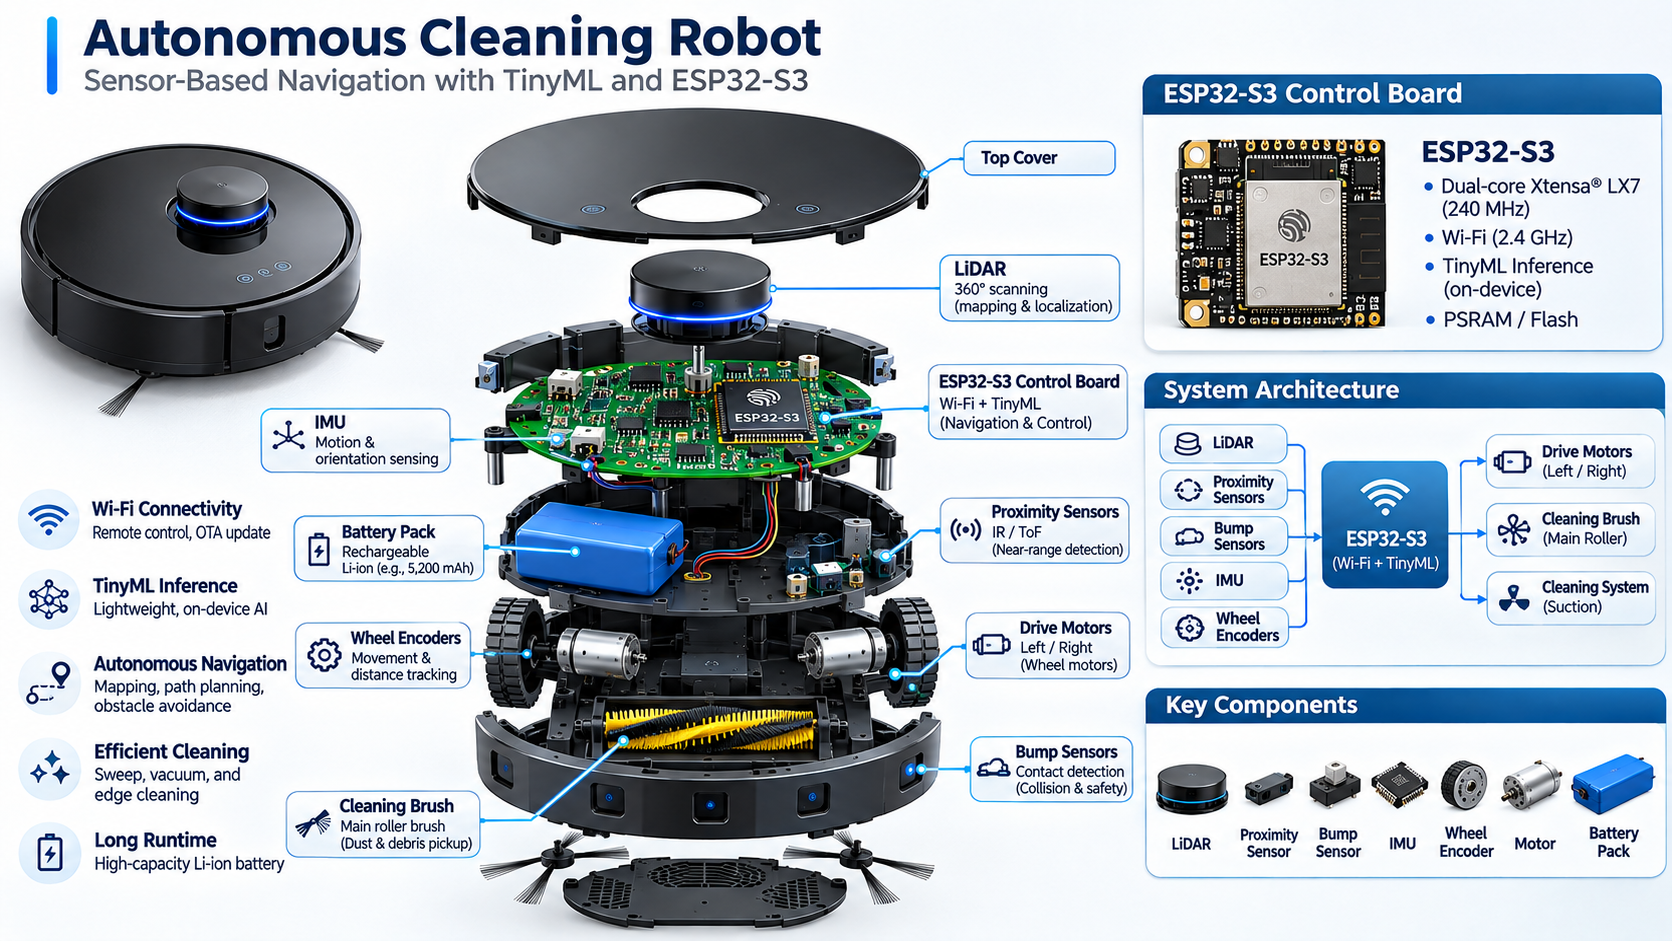 Autonomous Cleaning Robot
Sensor-Based Navigation with TinyML and ESP32-S3
Top Cover
LiDAR
360° scanning
(mapping & localization)
ESP32-S3 Control Board
Wi-Fi + TinyML
(Navigation & Control)
ESP32-S3
IMU
Motion &
orientation sensing
Battery Pack
Rechargeable
Li-ion (e.g., 5,200 mAh)
Proximity Sensors
IR / ToF
(Near-range detection)
Wheel Encoders
Movement &
distance tracking
Drive Motors
Left / Right
(Wheel motors)
Cleaning Brush
Main roller brush
(Dust & debris pickup)
Bump Sensors
Contact detection
(Collision & safety)
Wi-Fi Connectivity
Remote control, OTA update
TinyML Inference
Lightweight, on-device AI
Autonomous Navigation
Mapping, path planning,
obstacle avoidance
Efficient Cleaning
Sweep, vacuum, and
edge cleaning
Long Runtime
High-capacity Li-ion battery
ESP32-S3 Control Board
ESP32-S3
ESP32-S3
• Dual-core Xtensa® LX7
(240 MHz)
• Wi-Fi (2.4 GHz)
• TinyML Inference
(on-device)
• PSRAM / Flash
System Architecture
LiDAR
Proximity
Sensors
Bump
Sensors
IMU
Wheel
Encoders
ESP32-S3
(Wi-Fi + TinyML)
Drive Motors
(Left / Right)
Cleaning Brush
(Main Roller)
Cleaning System
(Suction)
Key Components
LiDAR
Proximity
Sensor
Bump
Sensor
IMU
Wheel
Encoder
Motor
Battery
Pack